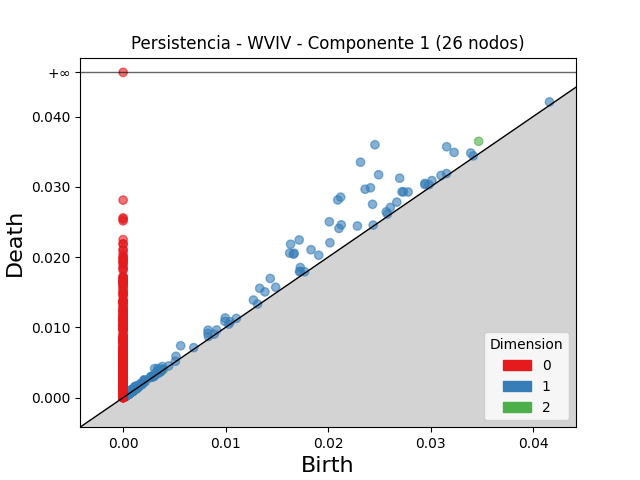 Persistencia - WVIV - Componente 1 (26 nodos)
+∞
0.040
0.030
0.020
0.010
0.000
Death
0.00 0.01 0.02 0.03 0.04
Birth
Dimension
0
1
2